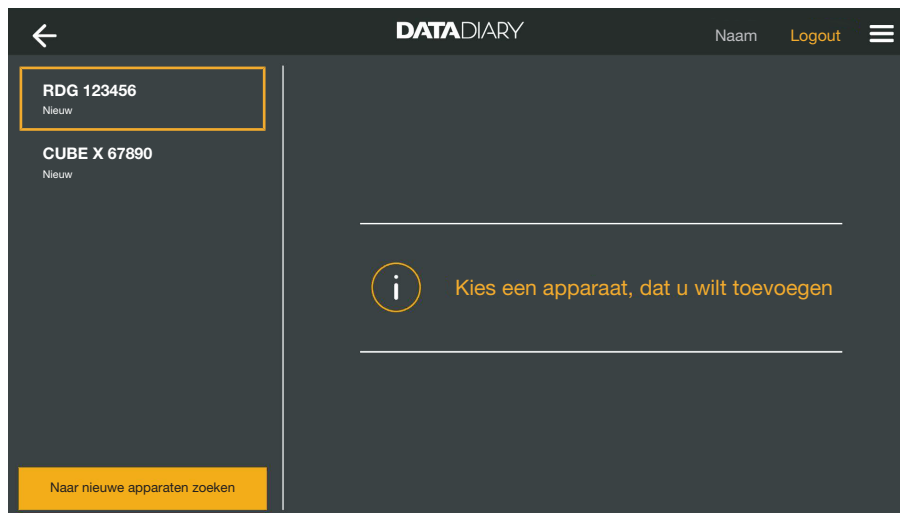 DATADIARY
Naam
Logout
RDG 123456
Nieuw
CUBE X 67890
Nieuw
i
Kies een apparaat, dat u wilt toevoegen
Naar nieuwe apparaten zoeken